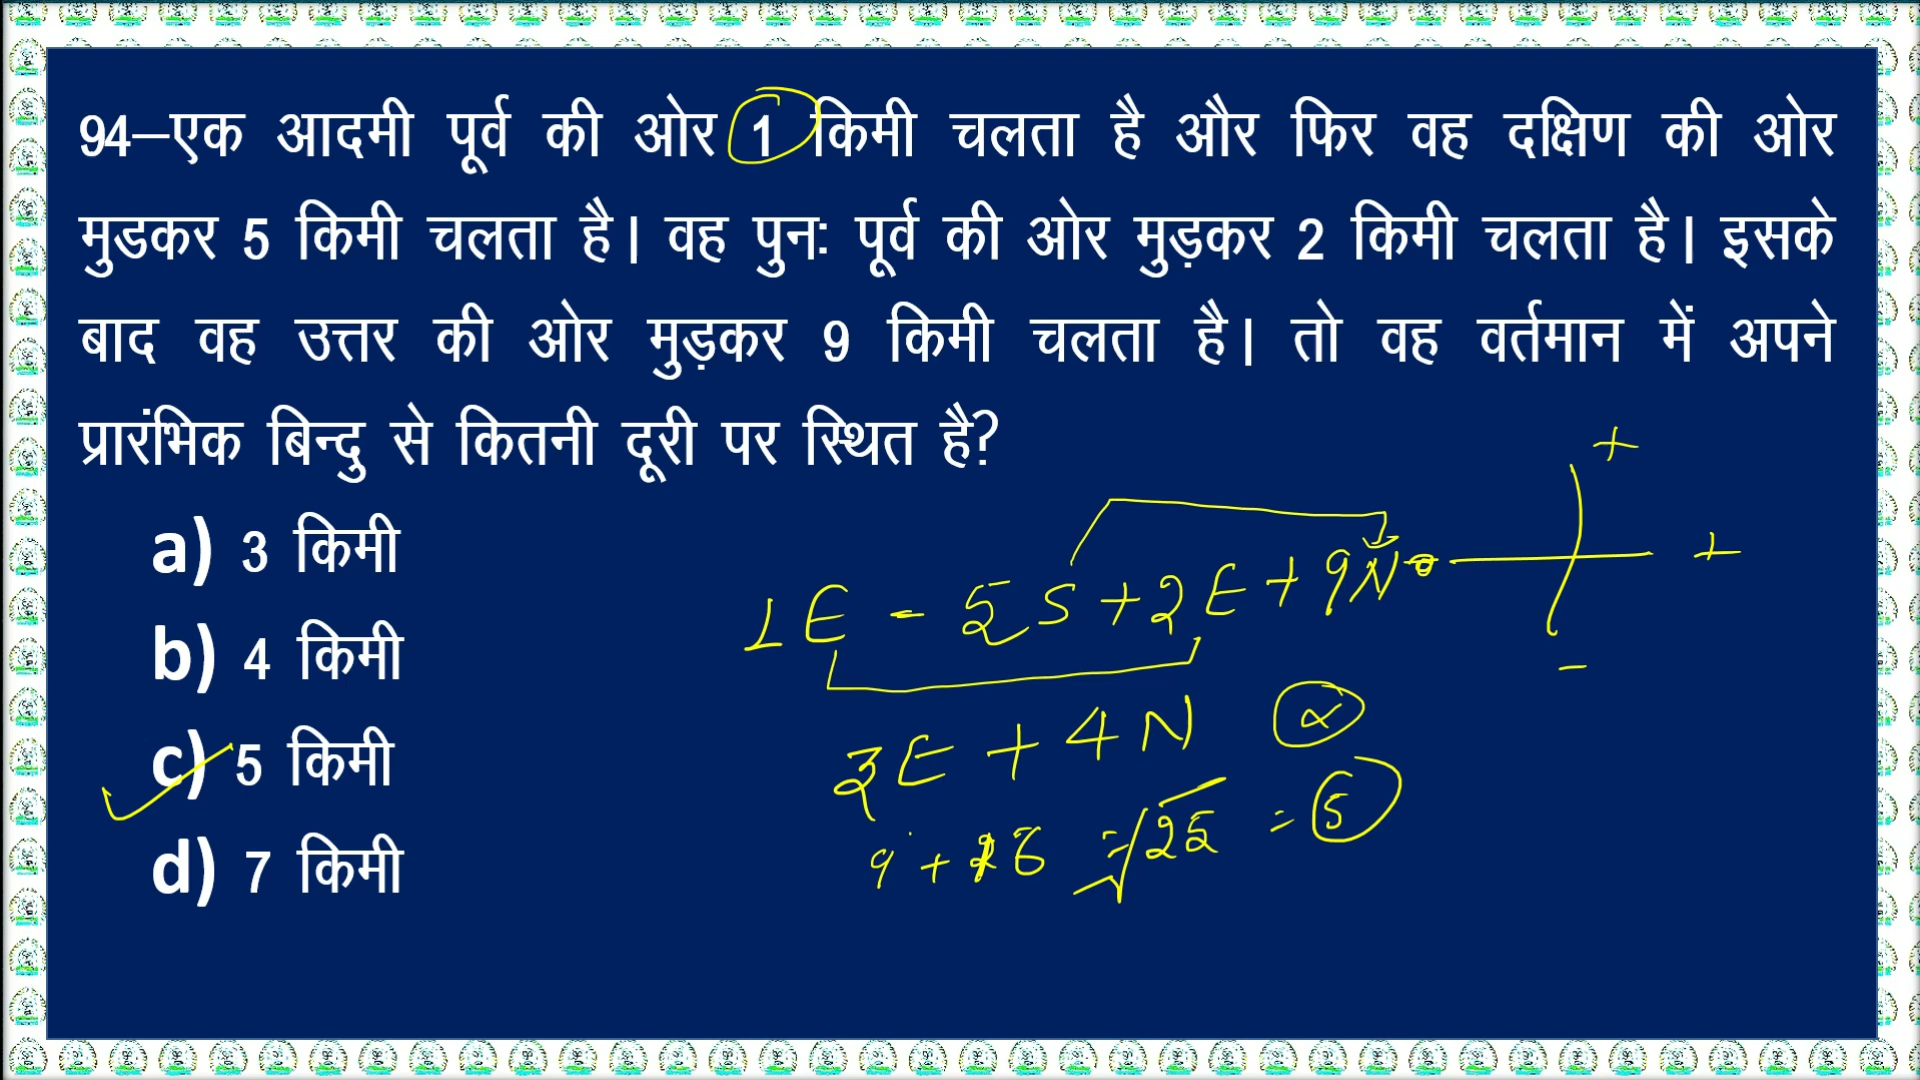 94–एक आदमी पूर्व की ओर 1 किमी चलता है और फिर वह दक्षिण की ओर
मुडकर 5 किमी चलता है। वह पुनः पूर्व की ओर मुड़कर 2 किमी चलता है। इसके
बाद वह उत्तर की ओर मुड़कर 9 किमी चलता है। तो वह वर्तमान में अपने
प्रारंभिक बिन्दु से कितनी दूरी पर स्थित है?
a) 3 किमी
b) 4 किमी
c) 5 किमी
d) 7 किमी
+
+
-
1E - 5S + 2E + 9N
3E + 4N
9 + 16 = √25 = 5